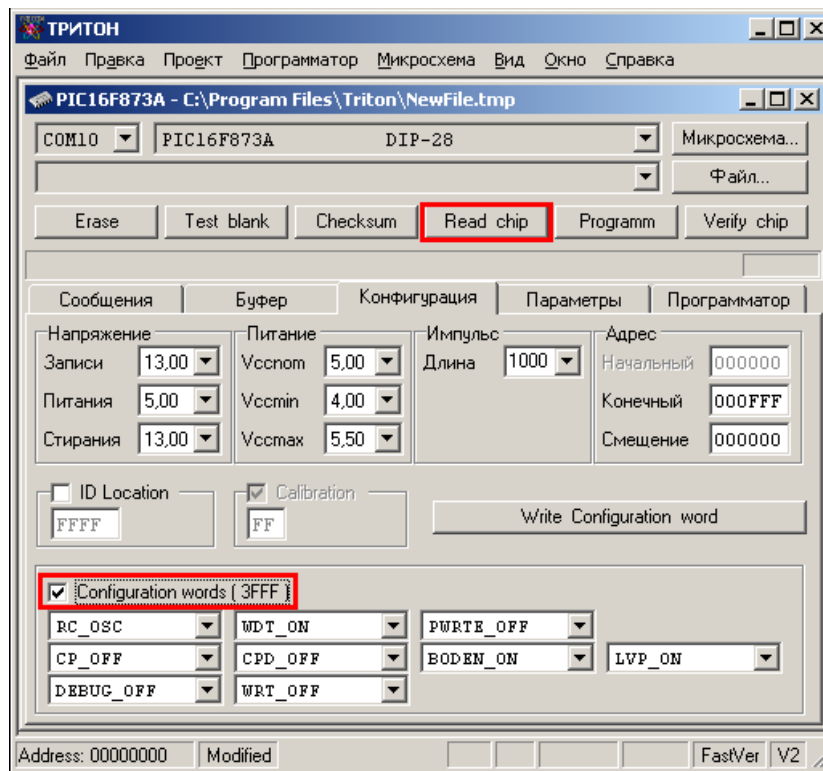 ТРИТОН
Файл Правка Проект Программатор Микросхема Вид Окно Справка
PIC16F873A - C:\Program Files\Triton\NewFile.tmp
COM10 PIC16F873A DIP-28 Микросхема...
Файл...
Erase Test blank Checksum Read chip Programm Verify chip
Сообщения Буфер Конфигурация Параметры Программатор
Напряжение Питание Импульс Адрес
Записи 13,00 Vccnom 5,00 Длина 1000 Начальный 000000
Питания 5,00 Vccmin 4,00 Конечный 000FFF
Стирания 13,00 Vccmax 5,50 Смещение 000000
ID Location Calibration
FFFF FF Write Configuration word
Configuration words ( 3FFF )
RC_OSC WDT_ON PWRTE_OFF
CP_OFF CPD_OFF BODEN_ON LVP_ON
DEBUG_OFF WRT_OFF
Address: 00000000 Modified FastVer V2